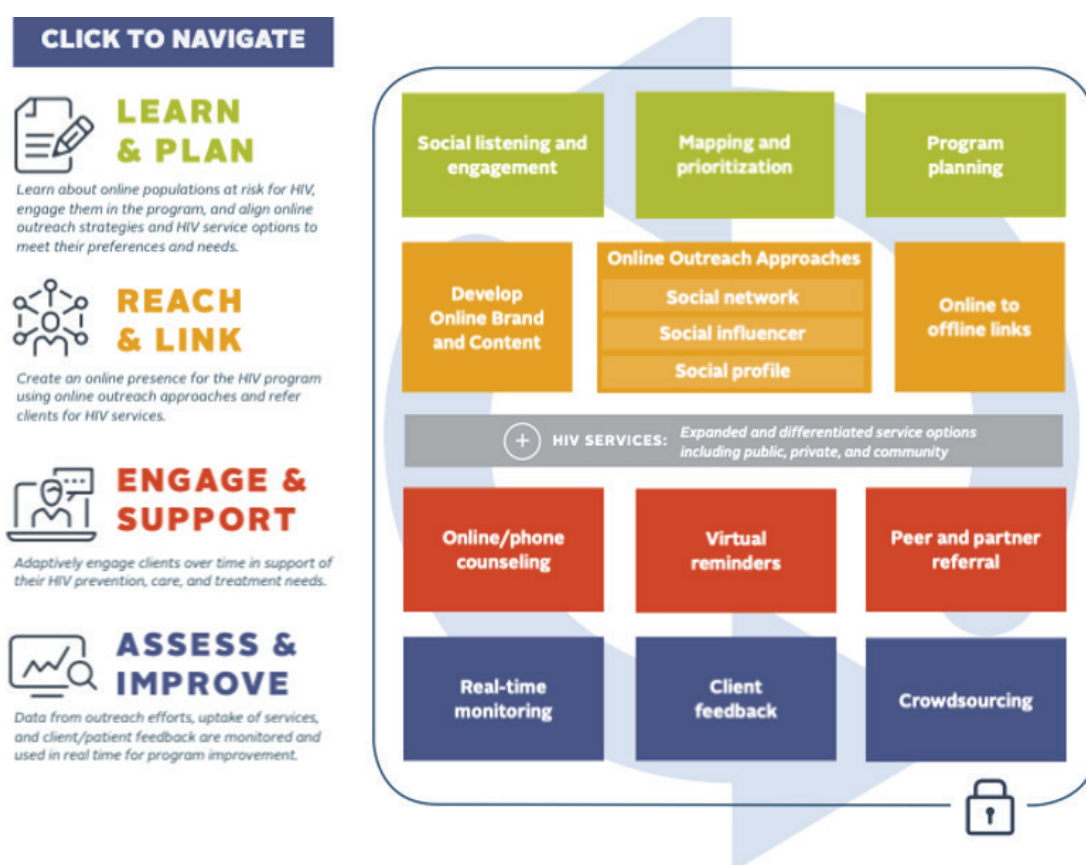 CLICK TO NAVIGATE
LEARN
& PLAN
Learn about online populations at risk for HIV,
engage them in the program, and align online
outreach strategies and HIV service options to
meet their preferences and needs.
REACH
& LINK
Create an online presence for the HIV program
using online outreach approaches and refer
clients for HIV services.
ENGAGE &
SUPPORT
Adaptively engage clients over time in support of
their HIV prevention, care, and treatment needs.
ASSESS &
IMPROVE
Data from outreach efforts, uptake of services,
and client/patient feedback are monitored and
used in real time for program improvement.
Social listening and
engagement
Mapping and
prioritization
Program
planning
Develop
Online Brand
and Content
Online Outreach Approaches
Social network
Social influencer
Social profile
Online to
offline links
HIV SERVICES: Expanded and differentiated service options
including public, private, and community
Online/phone
counseling
Virtual
reminders
Peer and partner
referral
Real-time
monitoring
Client
feedback
Crowdsourcing